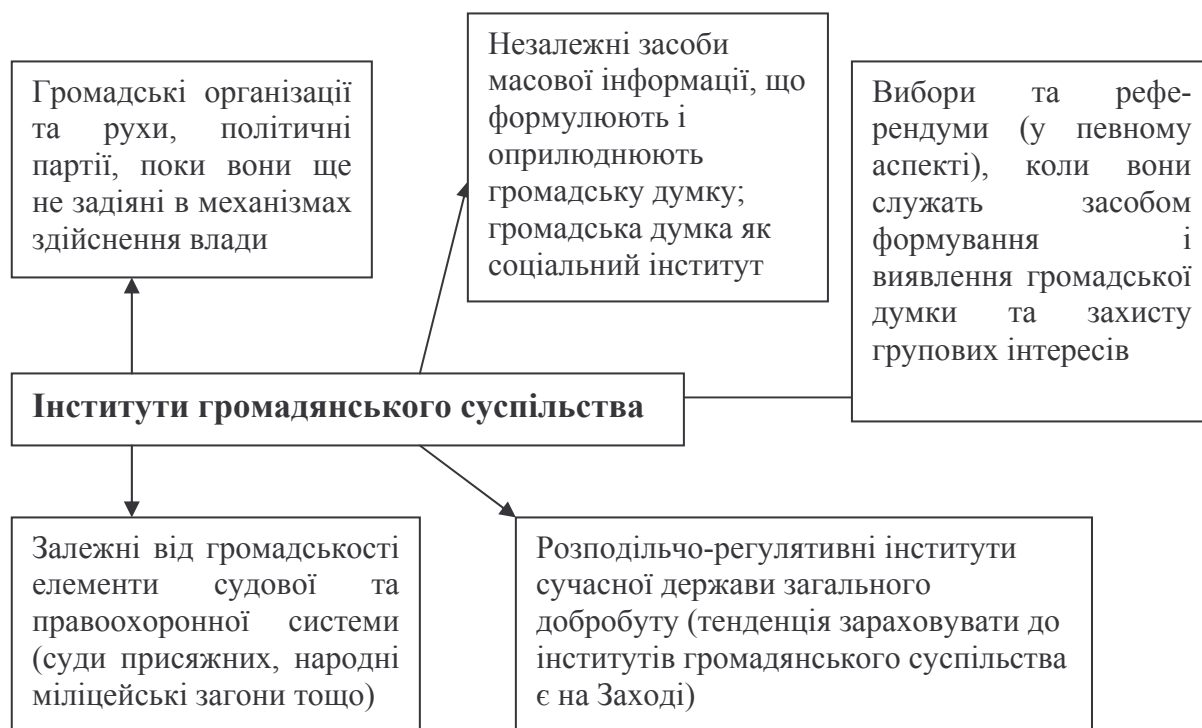 Громадські організації
та рухи, політичні
партії, поки вони ще
не задіяні в механізмах
здійснення влади
Незалежні засоби
масової інформації, що
формулюють і
оприлюднюють
громадську думку;
громадська думка як
соціальний інститут
Вибори та рефе-
рендуми (у певному
аспекті), коли вони
служать засобом
формування і
виявлення громадської
думки та захисту
групових інтересів
Інститути громадянського суспільства
Залежні від громадськості
елементи судової та
правоохоронної системи
(суди присяжних, народні
міліцейські загони тощо)
Розподільчо-регулятивні інститути
сучасної держави загального
добробуту (тенденція зараховувати до
інститутів громадянського суспільства
є на Заході)